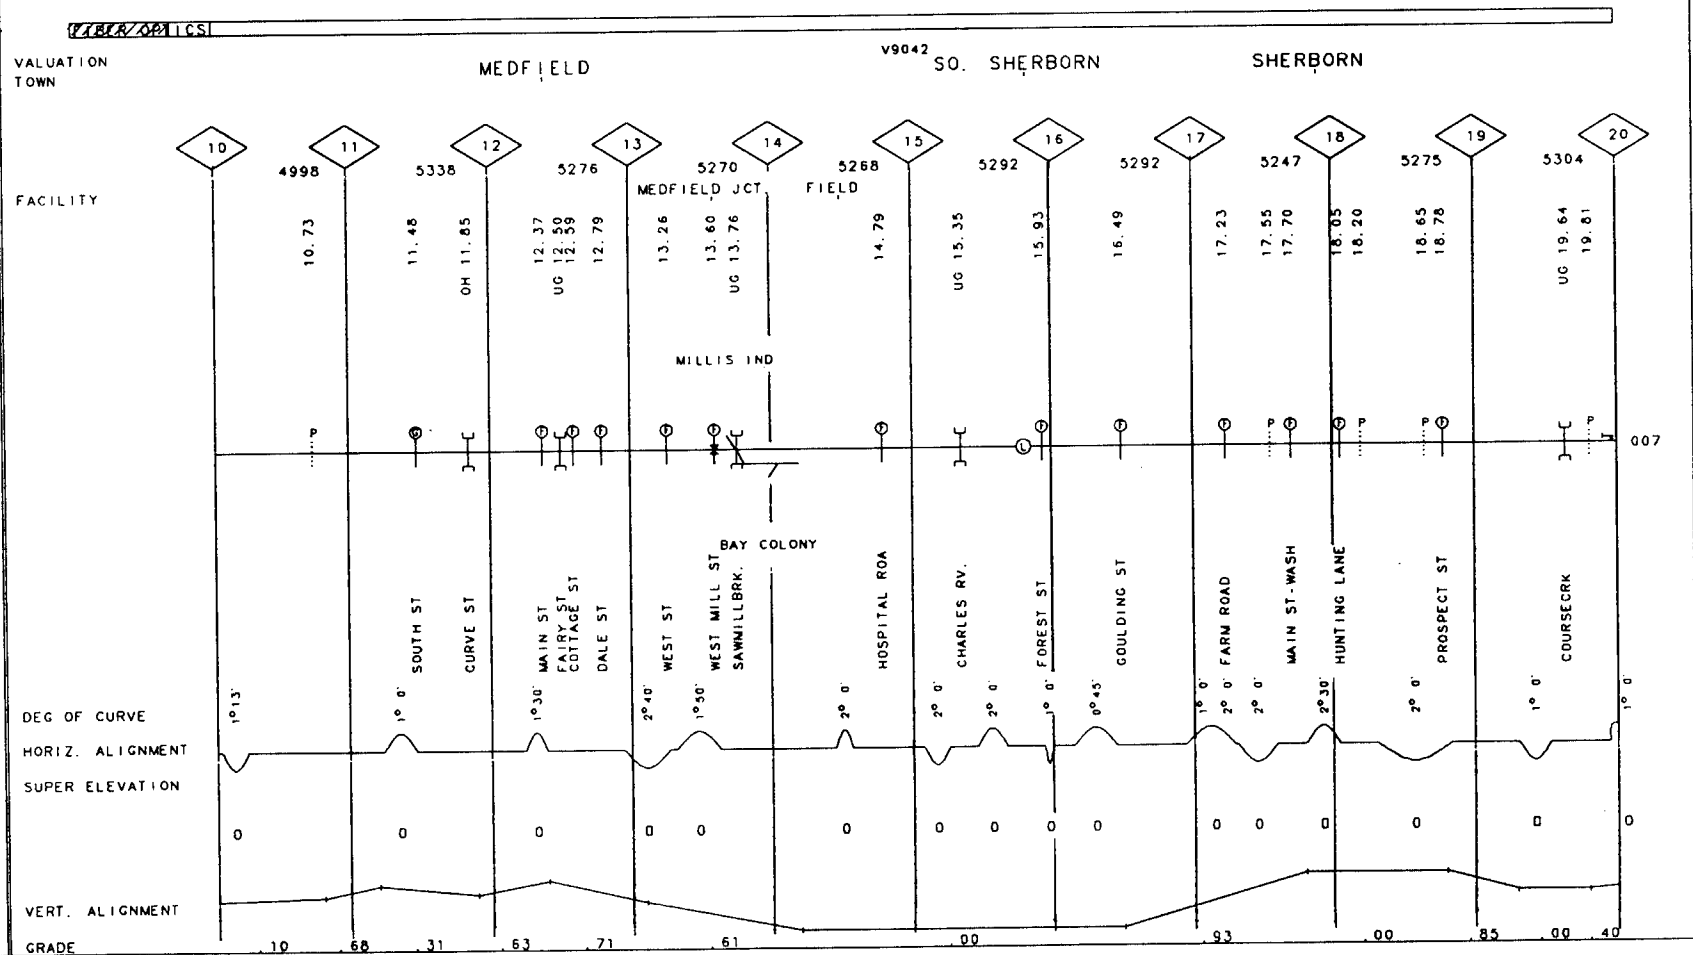 FIBER/OPTICS
VALUATION V9042
TOWN MEDFIELD SO. SHERBORN SHERBORN
10 11 12 13 14 15 16 17 18 19 20
4998 5338 5276 5270 5268 5292 5292 5247 5275 5304
FACILITY MEDFIELD JCT. FIELD
10.73 11.48 OH 11.85 12.37 UG 12.50 12.59 12.79 13.26 13.60 UG 13.76 14.79 UG 15.35 15.93 16.49 17.23 17.55 17.70 18.05 18.20 18.65 18.78 UG 19.64 19.81
MILLIS IND
P G F F F F F F L F F F P F F P P F P 007
BAY COLONY
SOUTH ST CURVE ST MAIN ST FAIRY ST COTTAGE ST DALE ST WEST ST WEST MILL ST SAWMILLBRK. HOSPITAL ROA CHARLES RV. FOREST ST GOULDING ST FARM ROAD MAIN ST-WASH HUNTING LANE PROSPECT ST COURSECRK
DEG OF CURVE 1°13' 1° 0' 1°30' 2°40' 1°50' 2° 0' 2° 0' 2° 0' 1° 0' 0°45' 1° 0' 2° 0' 2° 0' 2°30' 2° 0' 1° 0' 1° 0'
HORIZ. ALIGNMENT
SUPER ELEVATION
0 0 0 0 0 0 0 0 0 0 0 0 0 0 0 0
VERT. ALIGNMENT
GRADE .10 .68 .31 .63 .71 .61 .00 .93 .00 .85 .00 .40